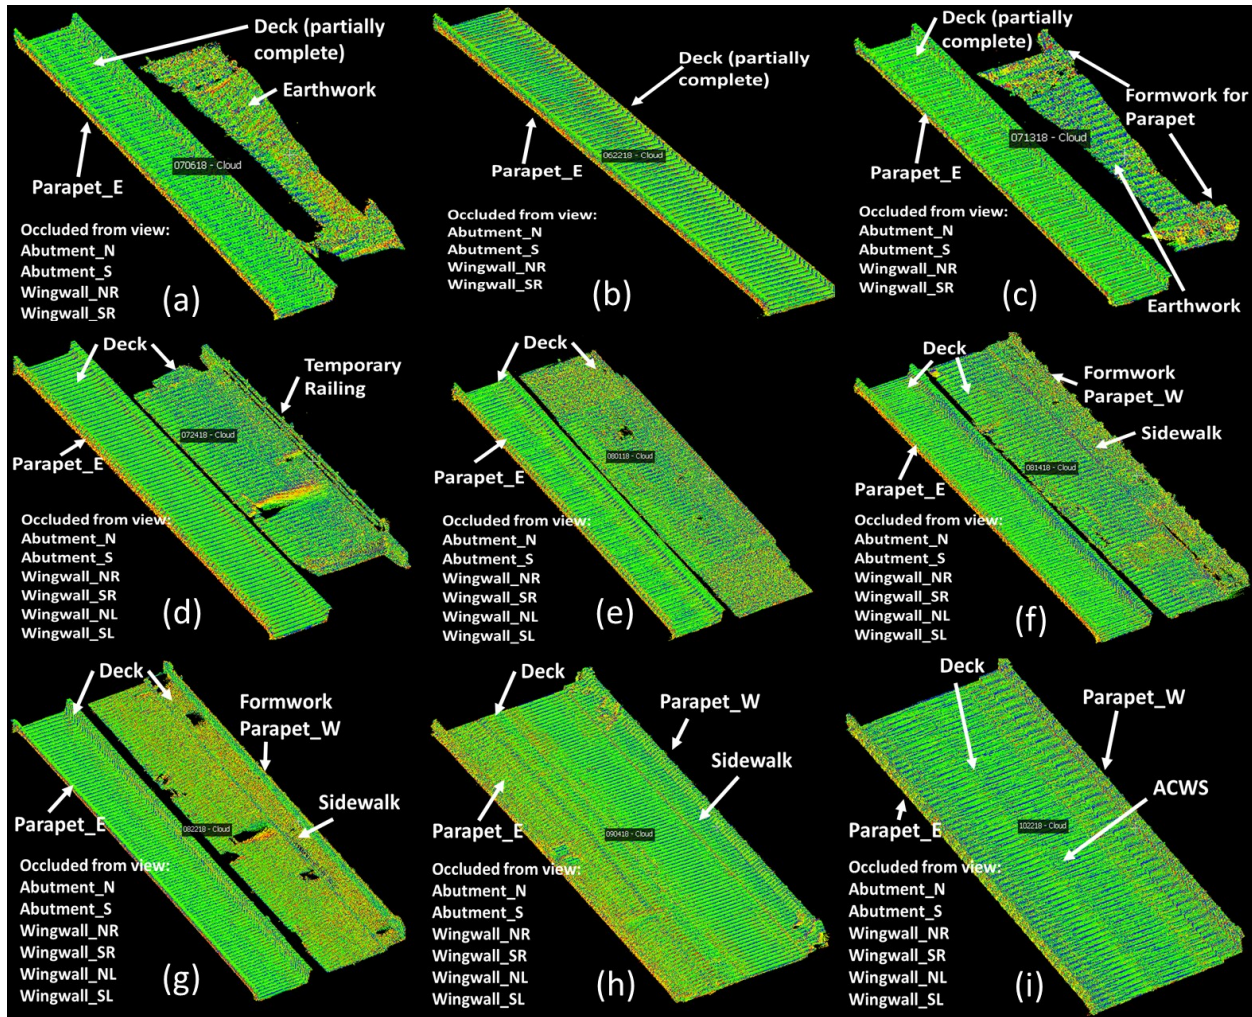 Deck (partially
complete)
Earthwork
070618 - Cloud
Parapet_E
Occluded from view:
Abutment_N
Abutment_S
Wingwall_NR
Wingwall_SR
(a)
Deck (partially
complete)
062218 - Cloud
Parapet_E
Occluded from view:
Abutment_N
Abutment_S
Wingwall_NR
Wingwall_SR
(b)
Deck (partially
complete)
Formwork for
Parapet
071318 - Cloud
Parapet_E
Occluded from view:
Abutment_N
Abutment_S
Wingwall_NR
Wingwall_SR
Earthwork
(c)
Deck
Temporary
Railing
072418 - Cloud
Parapet_E
Occluded from view:
Abutment_N
Abutment_S
Wingwall_NR
Wingwall_SR
Wingwall_NL
Wingwall_SL
(d)
Deck
080118 - Cloud
Parapet_E
Occluded from view:
Abutment_N
Abutment_S
Wingwall_NR
Wingwall_SR
Wingwall_NL
Wingwall_SL
(e)
Deck
Formwork
Parapet_W
Sidewalk
081418 - Cloud
Parapet_E
Occluded from view:
Abutment_N
Abutment_S
Wingwall_NR
Wingwall_SR
Wingwall_NL
Wingwall_SL
(f)
Deck
Formwork
Parapet_W
Sidewalk
082218 - Cloud
Parapet_E
Occluded from view:
Abutment_N
Abutment_S
Wingwall_NR
Wingwall_SR
Wingwall_NL
Wingwall_SL
(g)
Deck
Parapet_W
Sidewalk
090418 - Cloud
Parapet_E
Occluded from view:
Abutment_N
Abutment_S
Wingwall_NR
Wingwall_SR
Wingwall_NL
Wingwall_SL
(h)
Deck
Parapet_W
ACWS
102218 - Cloud
Parapet_E
Occluded from view:
Abutment_N
Abutment_S
Wingwall_NR
Wingwall_SR
Wingwall_NL
Wingwall_SL
(i)